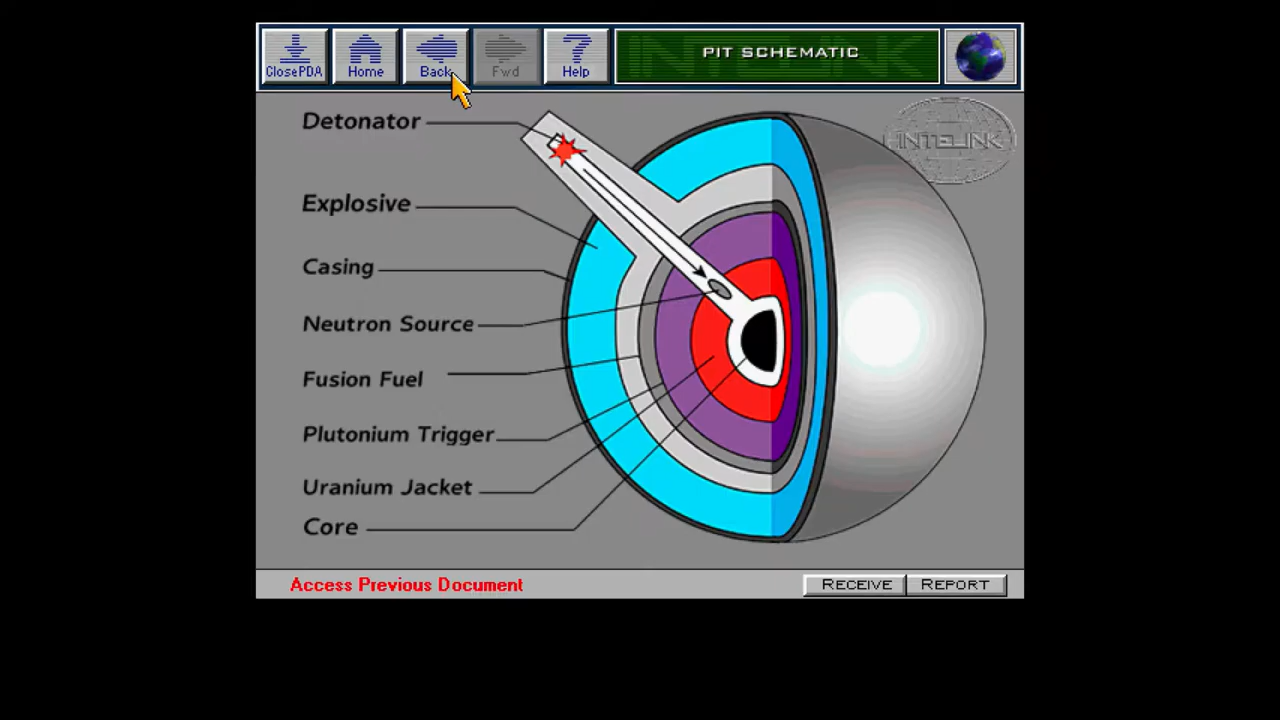 ClosePDA Home Back Fwd Help
INTELINK
PIT SCHEMATIC
INTELINK
Detonator
Explosive
Casing
Neutron Source
Fusion Fuel
Plutonium Trigger
Uranium Jacket
Core
Access Previous Document
RECEIVE REPORT